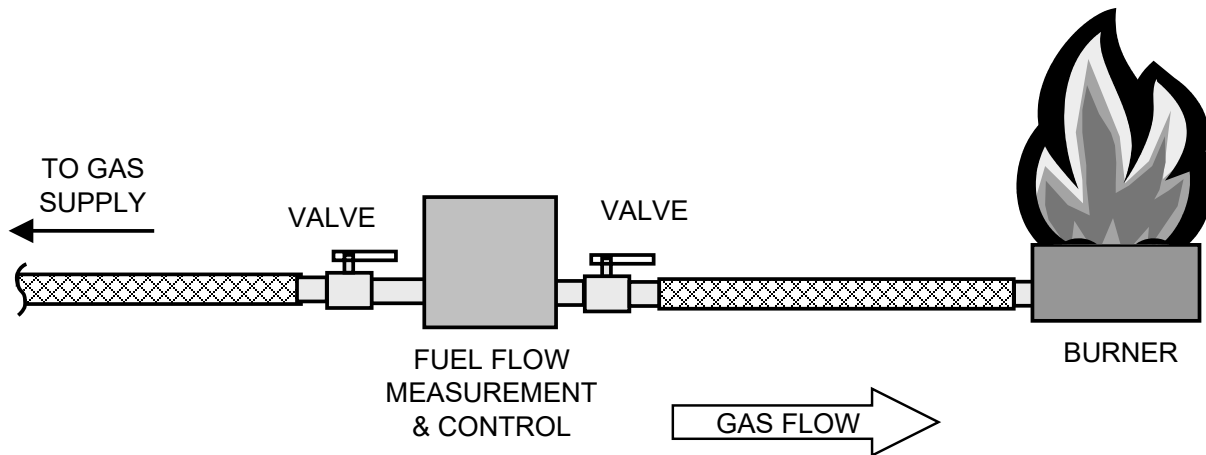 TO GAS
SUPPLY
VALVE
VALVE
FUEL FLOW
MEASUREMENT
& CONTROL
BURNER
GAS FLOW